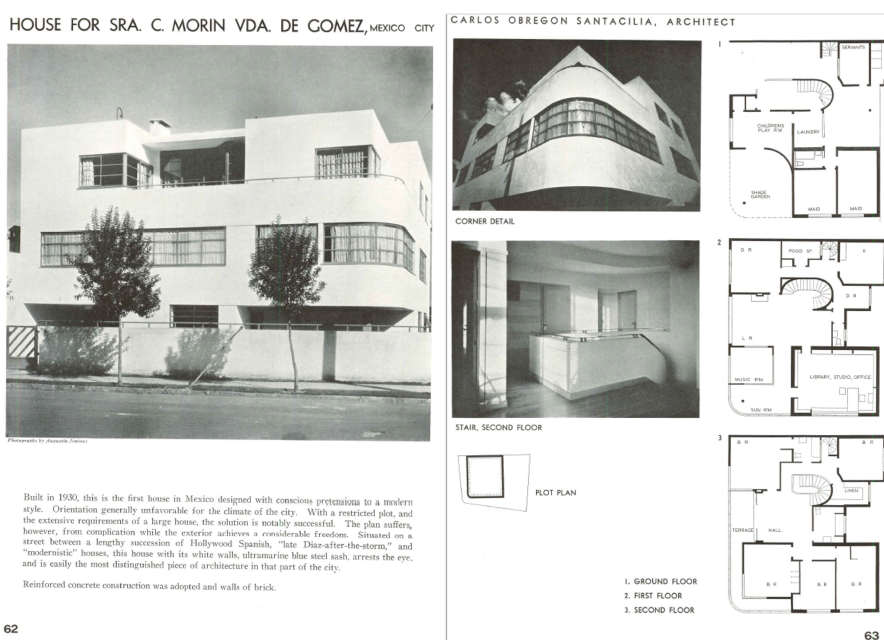 HOUSE FOR SRA. C. MORIN VDA. DE GOMEZ, MEXICO CITY
Photographs by Augustin Jiminez
Built in 1930, this is the first house in Mexico designed with conscious pretensions to a modern
style. Orientation generally unfavorable for the climate of the city. With a restricted plot, and
the extensive requirements of a large house, the solution is notably successful. The plan suffers,
however, from complication while the exterior achieves a considerable freedom. Situated on a
street between a lengthy succession of Hollywood Spanish, "late Diaz-after-the-storm," and
"modernistic" houses, this house with its white walls, ultramarine blue steel sash, arrests the eye,
and is easily the most distinguished piece of architecture in that part of the city.
Reinforced concrete construction was adopted and walls of brick.
62
CARLOS OBREGON SANTACILIA, ARCHITECT
CORNER DETAIL
STAIR, SECOND FLOOR
PLOT PLAN
1. GROUND FLOOR
2. FIRST FLOOR
3. SECOND FLOOR
1
SERVANTS
CHILDRENS
PLAY RM
LAUNDRY
SHADE
GARDEN
MAID
MAID
2
D R
FOOD SP
K
B R
L R
MUSIC RM
LIBRARY, STUDIO, OFFICE
SUN RM
3
B R
B R
LINEN
TERRACE
HALL
B R
B R
B R
63